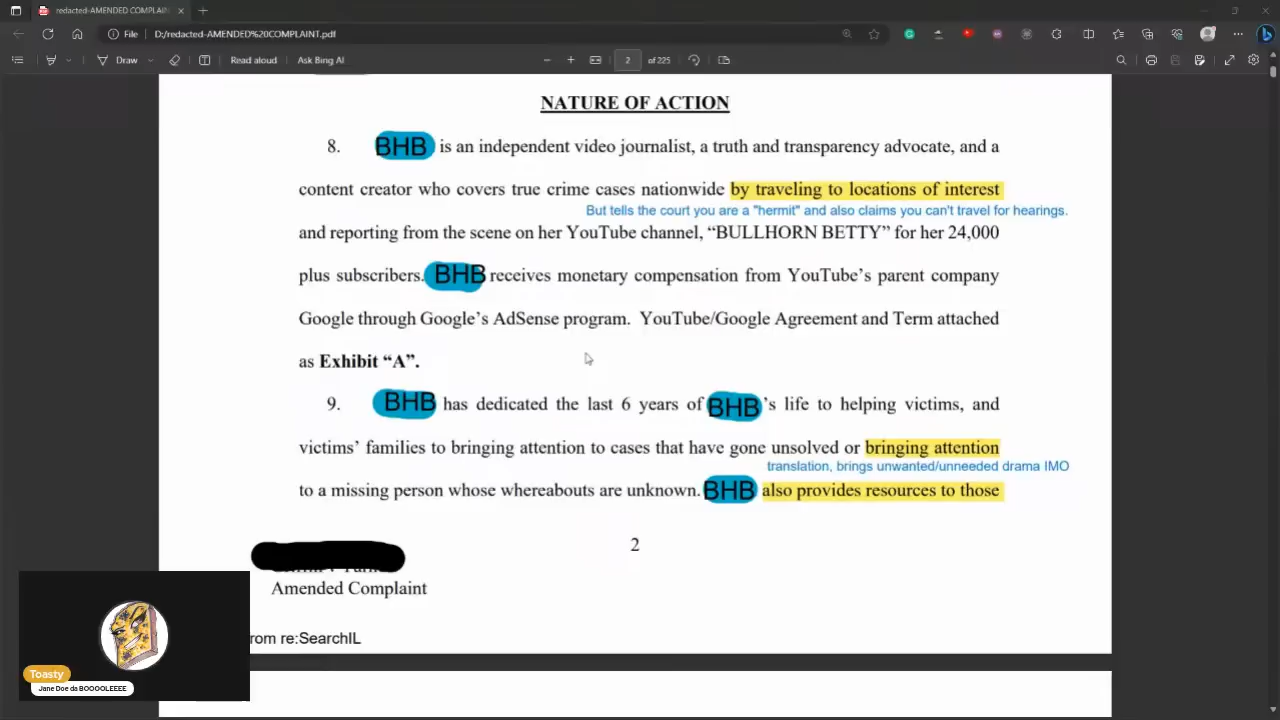 redacted-AMENDED COMPLAIN
File D:/redacted-AMENDED%20COMPLAINT.pdf
Draw Read aloud Ask Bing AI 2 of 225
NATURE OF ACTION
8. BHB is an independent video journalist, a truth and transparency advocate, and a
content creator who covers true crime cases nationwide by traveling to locations of interest
But tells the court you are a "hermit" and also claims you can't travel for hearings.
and reporting from the scene on her YouTube channel, “BULLHORN BETTY” for her 24,000
plus subscribers. BHB receives monetary compensation from YouTube’s parent company
Google through Google’s AdSense program. YouTube/Google Agreement and Term attached
as Exhibit “A”.
9. BHB has dedicated the last 6 years of BHB ’s life to helping victims, and
victims’ families to bringing attention to cases that have gone unsolved or bringing attention
translation, brings unwanted/unneeded drama IMO
to a missing person whose whereabouts are unknown. BHB also provides resources to those
2
Amended Complaint
rom re:SearchIL
Toasty
Jane Doe da BOOOOLEEEE